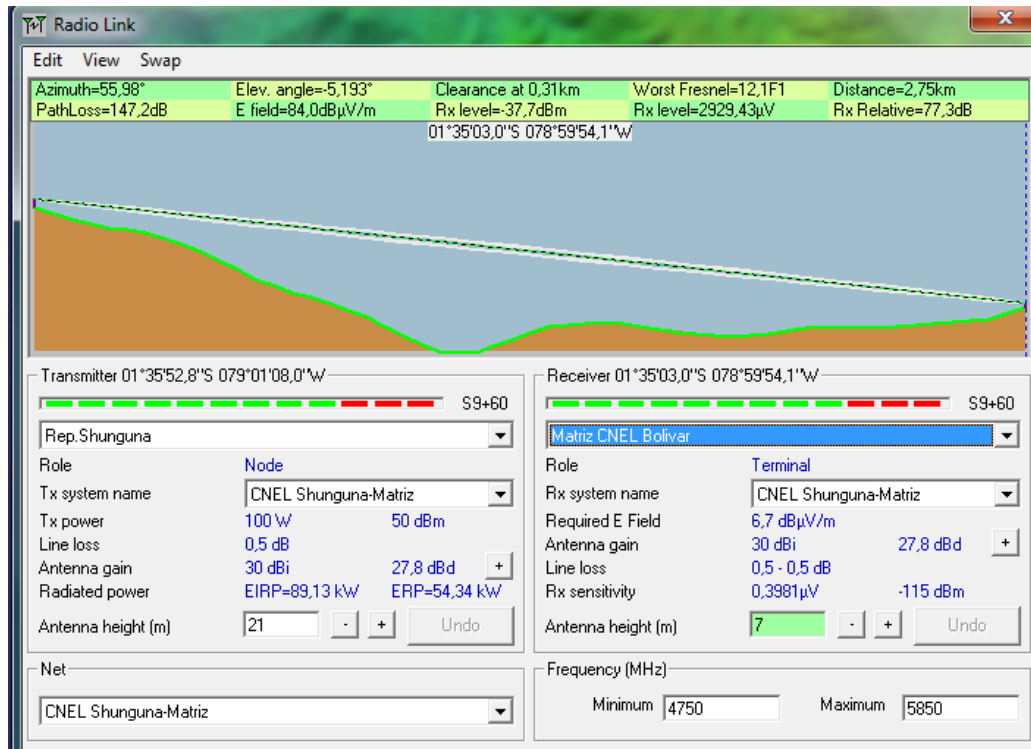 Radio Link
Edit View Swap
Azimuth=55,98° Elev. angle=-5,193° Clearance at 0,31km Worst Fresnel=12,1F1 Distance=2,75km
PathLoss=147,2dB E field=84,0dBµV/m Rx level=-37,7dBm Rx level=2929,43µV Rx Relative=77,3dB
01°35'03,0"S 078°59'54,1"W
Transmitter 01°35'52,8"S 079°01'08,0"W
S9+60
Rep.Shunguna
Role Node
Tx system name CNEL Shunguna-Matriz
Tx power 100 W 50 dBm
Line loss 0,5 dB
Antenna gain 30 dBi 27,8 dBd +
Radiated power EIRP=89,13 kW ERP=54,34 kW
Antenna height (m) 21 - + Undo
Net
CNEL Shunguna-Matriz
Receiver 01°35'03,0"S 078°59'54,1"W
S9+60
Matriz CNEL Bolivar
Role Terminal
Rx system name CNEL Shunguna-Matriz
Required E Field 6,7 dBµV/m
Antenna gain 30 dBi 27,8 dBd +
Line loss 0,5 - 0,5 dB
Rx sensitivity 0,3981µV -115 dBm
Antenna height (m) 7 - + Undo
Frequency (MHz)
Minimum 4750 Maximum 5850